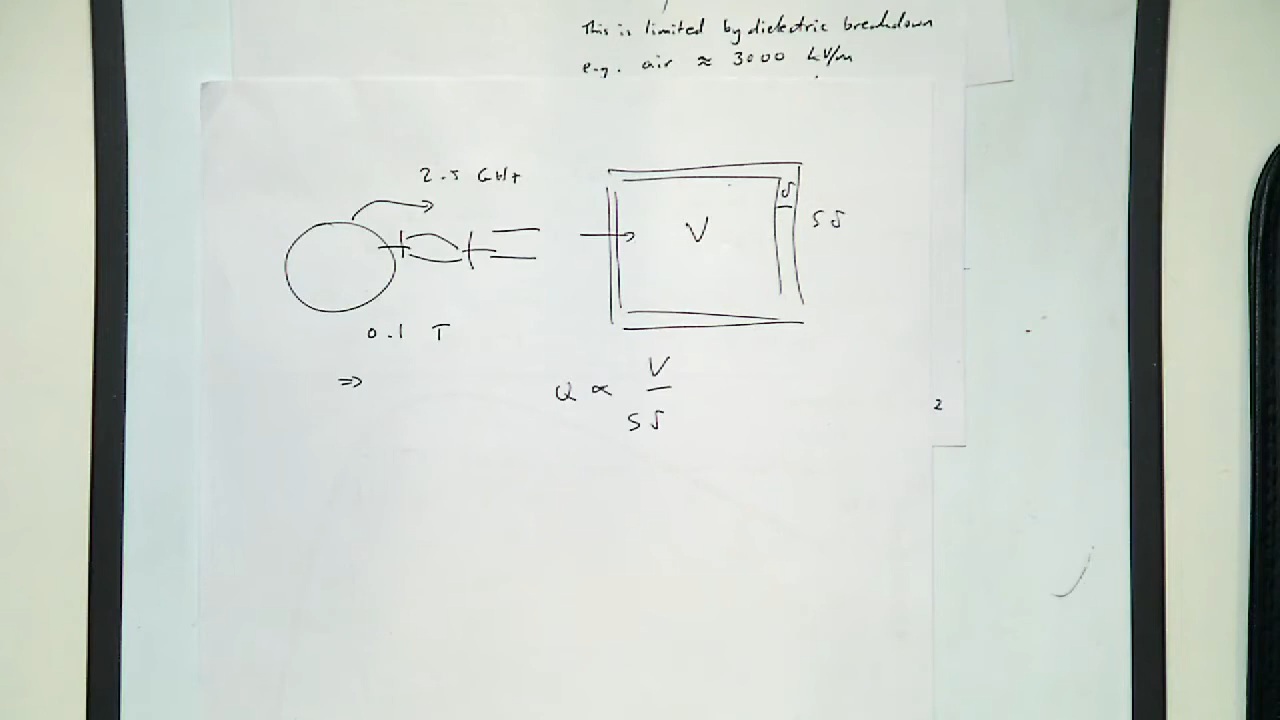 This is limited by dielectric breakdown
e.g. air ≈ 3000 kV/m
2.5 GHz
δ
V
Sδ
0.1 T
⇒
Q ∝ V
Sδ
2